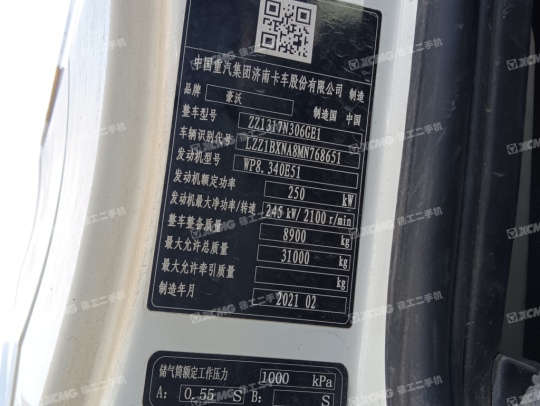 中国重汽集团济南卡车股份有限公司 制造
品牌 豪沃 制造国 中国
整车型号 ZZ1317N306GE1
车辆识别代号 LZZ1BXNA8MN768651
发动机型号 WP8.340E51
发动机额定功率 250 kW
发动机最大净功率/转速 245 kW/2100 r/min
整车整备质量 8900 kg
最大允许总质量 31000 kg
最大允许牵引质量 kg
制造年月 2021 02
储气筒额定工作压力 1000 kPa
A: 0.55 S B: S
XCMG 徐工二手机